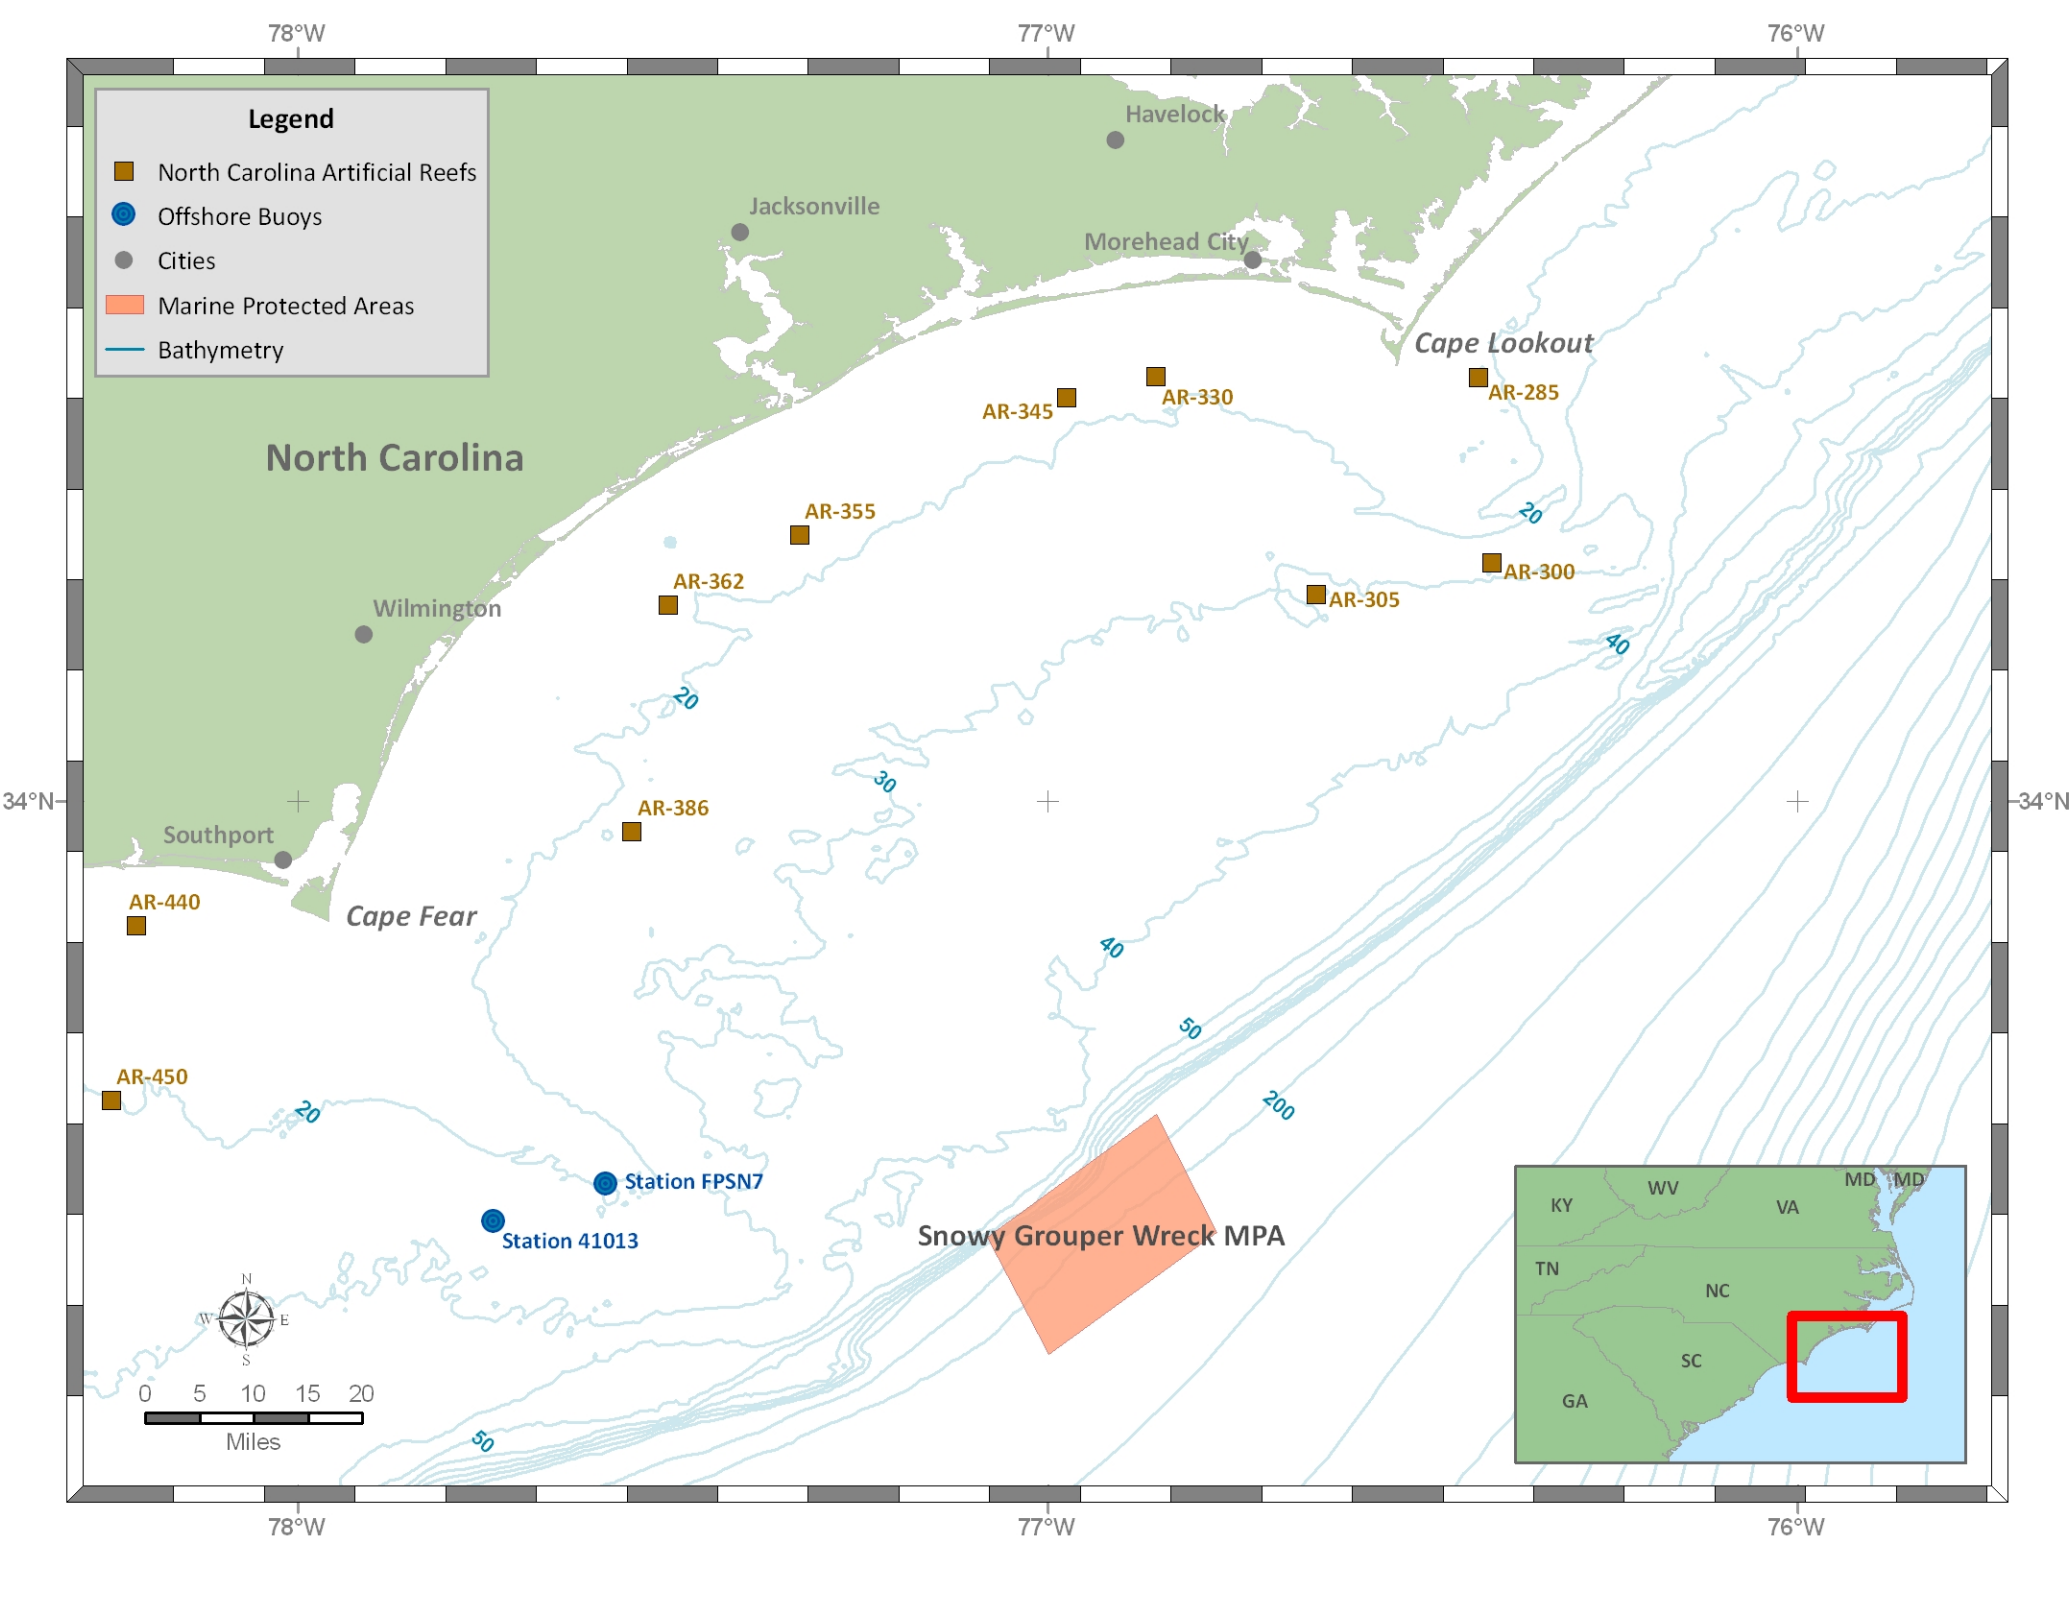 78°W
77°W
76°W
Legend
North Carolina Artificial Reefs
Offshore Buoys
Cities
Marine Protected Areas
Bathymetry
Havelock
Jacksonville
Morehead City
Cape Lookout
AR-285
AR-330
AR-345
North Carolina
AR-355
20
AR-300
AR-362
AR-305
Wilmington
40
20
30
34°N
34°N
AR-386
Southport
AR-440
Cape Fear
40
50
AR-450
20
200
Station FPSN7
Station 41013
Snowy Grouper Wreck MPA
KY
WV
VA
MD
MD
TN
NC
SC
GA
N
W
E
S
0
5
10
15
20
Miles
50
78°W
77°W
76°W